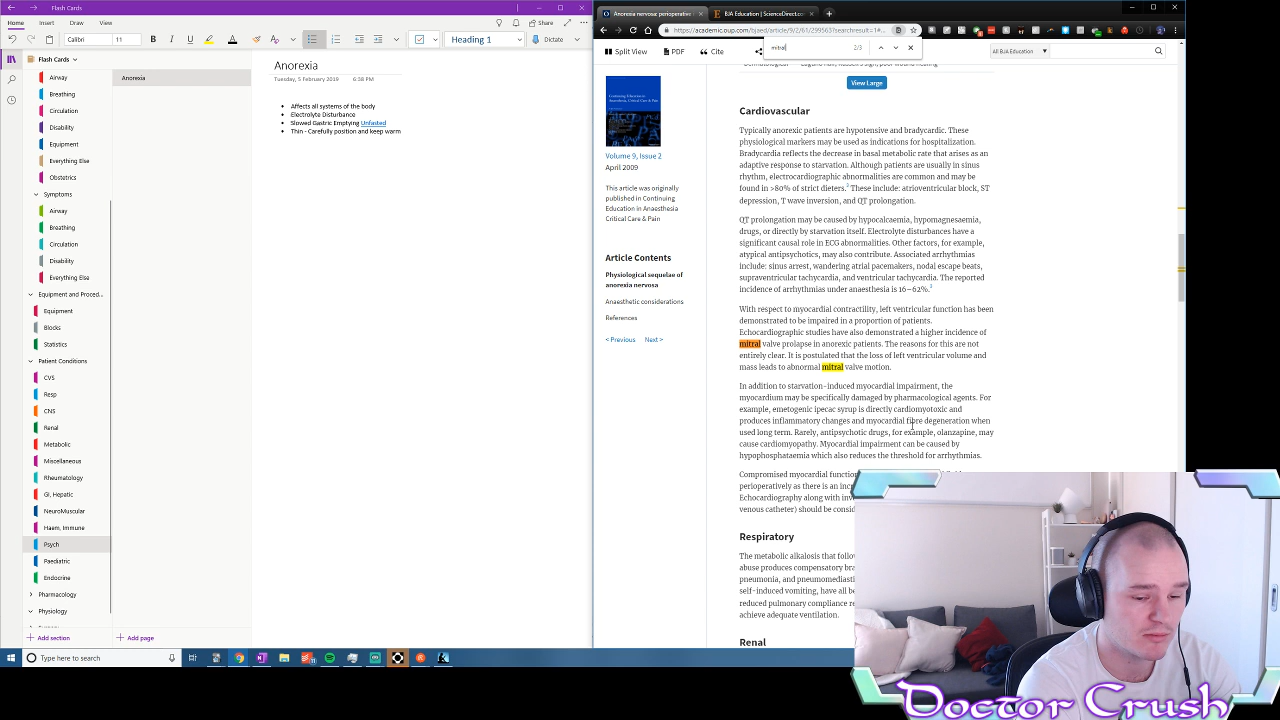 Flash Cards
Home Insert Draw View Share
Calibri 11 B I U Heading 1 Dictate
Flash Cards
Airway
Breathing
Circulation
Disability
Equipment
Everything Else
Obstetrics
Symptoms
Airway
Breathing
Circulation
Disability
Everything Else
Equipment and Proced...
Equipment
Blocks
Statistics
Patient Conditions
CVS
Resp
CNS
Renal
Metabolic
Miscellaneous
Rheumatology
GI, Hepatic
NeuroMuscular
Haem, Immune
Psych
Paediatric
Endocrine
Pharmacology
Physiology
Add section
Add page
Anorexia
Anorexia
Tuesday, 5 February 2019 6:38 PM
Affects all systems of the body
Electrolyte Disturbance
Slowed Gastric Emptying Unfasted
Thin - Carefully position and keep warm
Anorexia nervosa: perioperative
BJA Education | ScienceDirect.co
https://academic.oup.com/bjaed/article/9/2/61/299563?searchresult=1#...
mitral 2/3
Split View PDF Cite
All BJA Education
View Large
Volume 9, Issue 2
April 2009
This article was originally
published in Continuing
Education in Anaesthesia
Critical Care & Pain
Article Contents
Physiological sequelae of
anorexia nervosa
Anaesthetic considerations
References
< Previous Next >
Cardiovascular
Typically anorexic patients are hypotensive and bradycardic. These
physiological markers may be used as indications for hospitalization.
Bradycardia reflects the decrease in basal metabolic rate that arises as an
adaptive response to starvation. Although patients are usually in sinus
rhythm, electrocardiographic abnormalities are common and may be
found in >80% of strict dieters.2 These include: atrioventricular block, ST
depression, T wave inversion, and QT prolongation.
QT prolongation may be caused by hypocalcaemia, hypomagnesaemia,
drugs, or directly by starvation itself. Electrolyte disturbances have a
significant causal role in ECG abnormalities. Other factors, for example,
atypical antipsychotics, may also contribute. Associated arrhythmias
include: sinus arrest, wandering atrial pacemakers, nodal escape beats,
supraventricular tachycardia, and ventricular tachycardia. The reported
incidence of arrhythmias under anaesthesia is 16–62%.
With respect to myocardial contractility, left ventricular function has been
demonstrated to be impaired in a proportion of patients.
Echocardiographic studies have also demonstrated a higher incidence of
mitral valve prolapse in anorexic patients. The reasons for this are not
entirely clear. It is postulated that the loss of left ventricular volume and
mass leads to abnormal mitral valve motion.
In addition to starvation-induced myocardial impairment, the
myocardium may be specifically damaged by pharmacological agents. For
example, emetogenic ipecac syrup is directly cardiomyotoxic and
produces inflammatory changes and myocardial fibre degeneration when
used long term. Rarely, antipsychotic drugs, for example, olanzapine, may
cause cardiomyopathy. Myocardial impairment can be caused by
hypophosphataemia which also reduces the threshold for arrhythmias.
Compromised myocardial function
perioperatively as there is an incr
Echocardiography along with inv
venous catheter) should be consi
Respiratory
The metabolic alkalosis that follow
abuse produces compensatory bra
pneumonia, and pneumomediasti
self-induced vomiting, have all be
reduced pulmonary compliance re
achieve adequate ventilation.
Renal
Type here to search
Doctor Crush